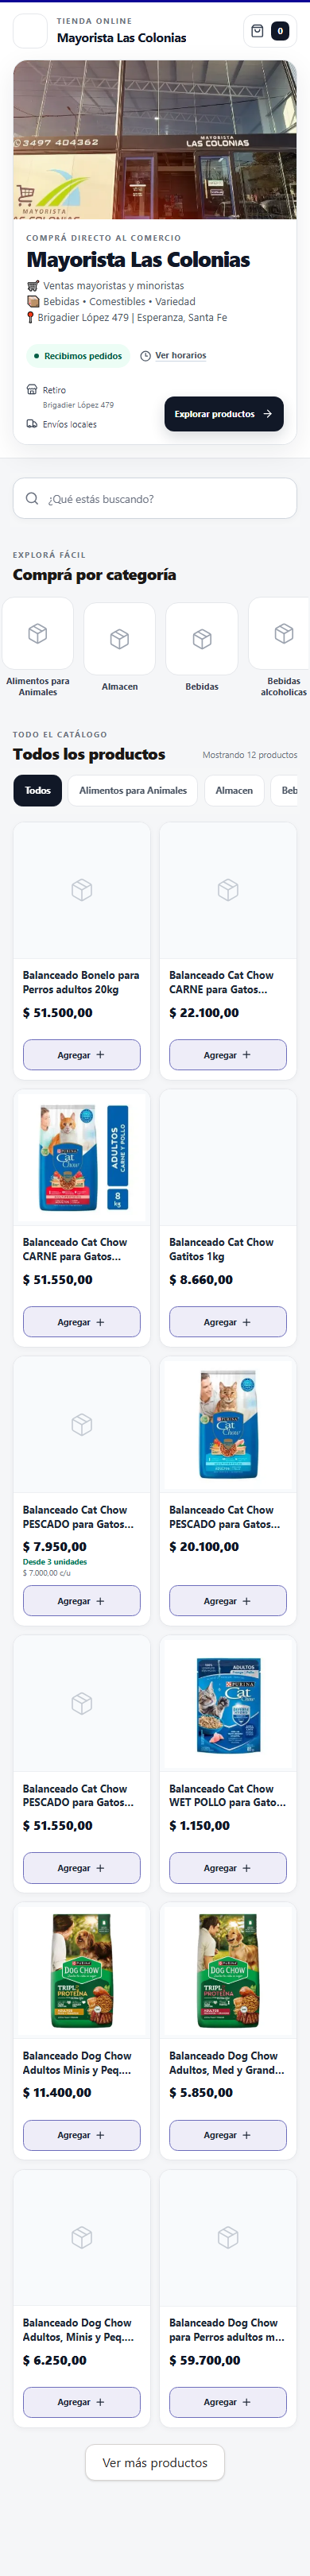 TIENDA ONLINE
Mayorista Las Colonias
0
3497 404362
MAYORISTA
LAS COLONIAS
MAYORISTA
LAS COLONIAS
COMPRÁ DIRECTO AL COMERCIO
Mayorista Las Colonias
Ventas mayoristas y minoristas
Bebidas • Comestibles • Variedad
Brigadier López 479 | Esperanza, Santa Fe
Recibimos pedidos
Ver horarios
Retiro
Brigadier López 479
Envíos locales
Explorar productos
¿Qué estás buscando?
EXPLORÁ FÁCIL
Comprá por categoría
Alimentos para
Animales
Almacen
Bebidas
Bebidas
alcoholicas
TODO EL CATÁLOGO
Todos los productos
Mostrando 12 productos
Todos
Alimentos para Animales
Almacen
Beb
Balanceado Bonelo para
Perros adultos 20kg
$ 51.500,00
Agregar
Balanceado Cat Chow
CARNE para Gatos...
$ 22.100,00
Agregar
ADULTOS
CARNE Y POLLO
Cat
Chow
8
kg
Balanceado Cat Chow
CARNE para Gatos...
$ 51.550,00
Agregar
Balanceado Cat Chow
Gatitos 1kg
$ 8.660,00
Agregar
Balanceado Cat Chow
PESCADO para Gatos...
$ 7.950,00
Desde 3 unidades
$ 7.000,00 c/u
Agregar
PURINA
Cat
Chow
Balanceado Cat Chow
PESCADO para Gatos...
$ 20.100,00
Agregar
Balanceado Cat Chow
PESCADO para Gatos...
$ 51.550,00
Agregar
ADULTOS
PURINA
Cat
Chow
Balanceado Cat Chow
WET POLLO para Gato...
$ 1.150,00
Agregar
PURINA
DOG CHOW
TRIPLE
PROTEÍNA
Balanceado Dog Chow
Adultos Minis y Peq....
$ 11.400,00
Agregar
PURINA
DOG CHOW
TRIPLE
PROTEÍNA
Balanceado Dog Chow
Adultos, Med y Grand...
$ 5.850,00
Agregar
Balanceado Dog Chow
Adultos, Minis y Peq....
$ 6.250,00
Agregar
Balanceado Dog Chow
para Perros adultos m...
$ 59.700,00
Agregar
Ver más productos